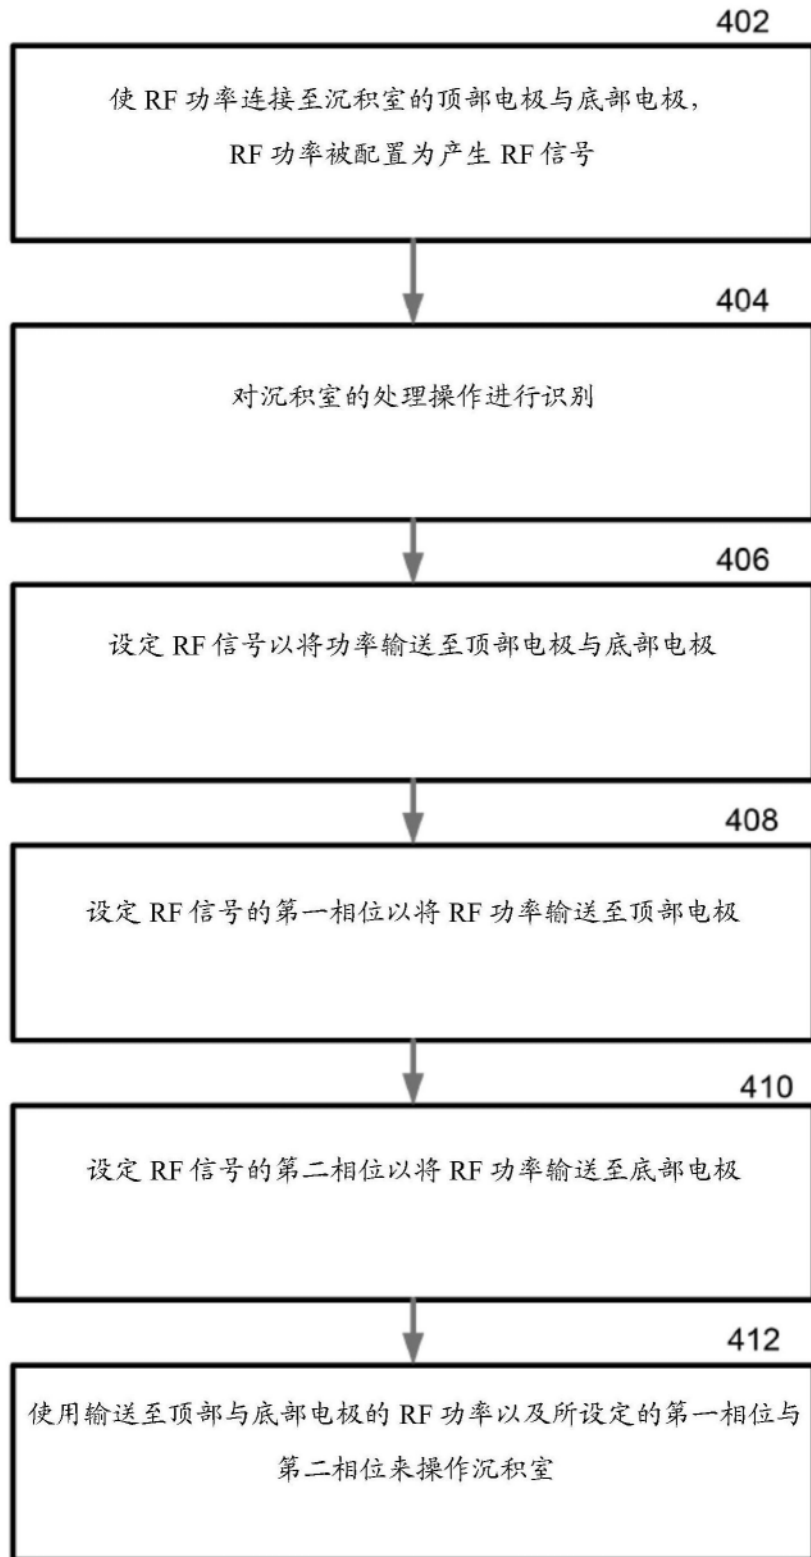 402
使 RF 功率连接至沉积室的顶部电极与底部电极，
RF 功率被配置为产生 RF 信号
404
对沉积室的处理操作进行识别
406
设定 RF 信号以将功率输送至顶部电极与底部电极
408
设定 RF 信号的第一相位以将 RF 功率输送至顶部电极
410
设定 RF 信号的第二相位以将 RF 功率输送至底部电极
412
使用输送至顶部与底部电极的 RF 功率以及所设定的第一相位与
第二相位来操作沉积室